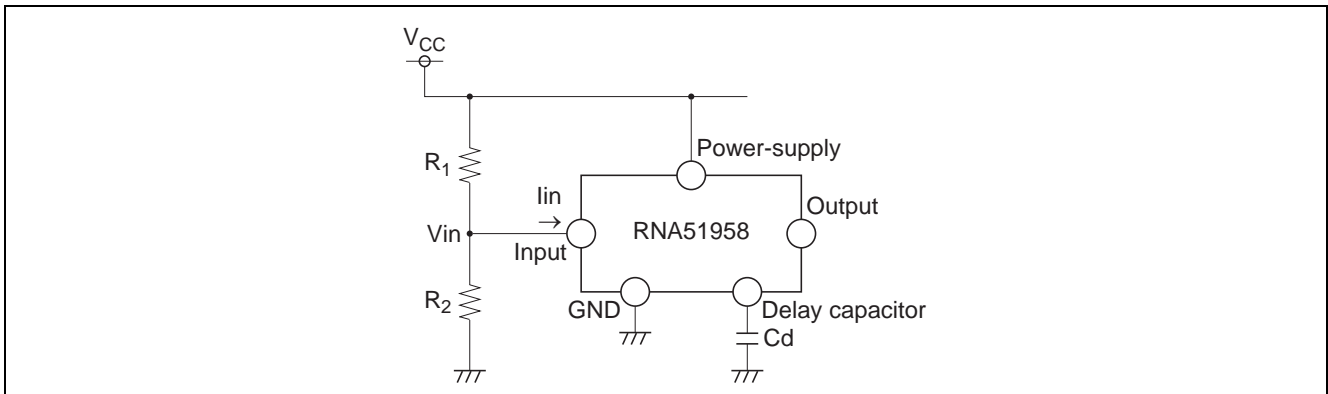 VCC
Power-supply
R1
Iin
→
Output
RNA51958
Vin
Input
R2
GND
Delay capacitor
Cd